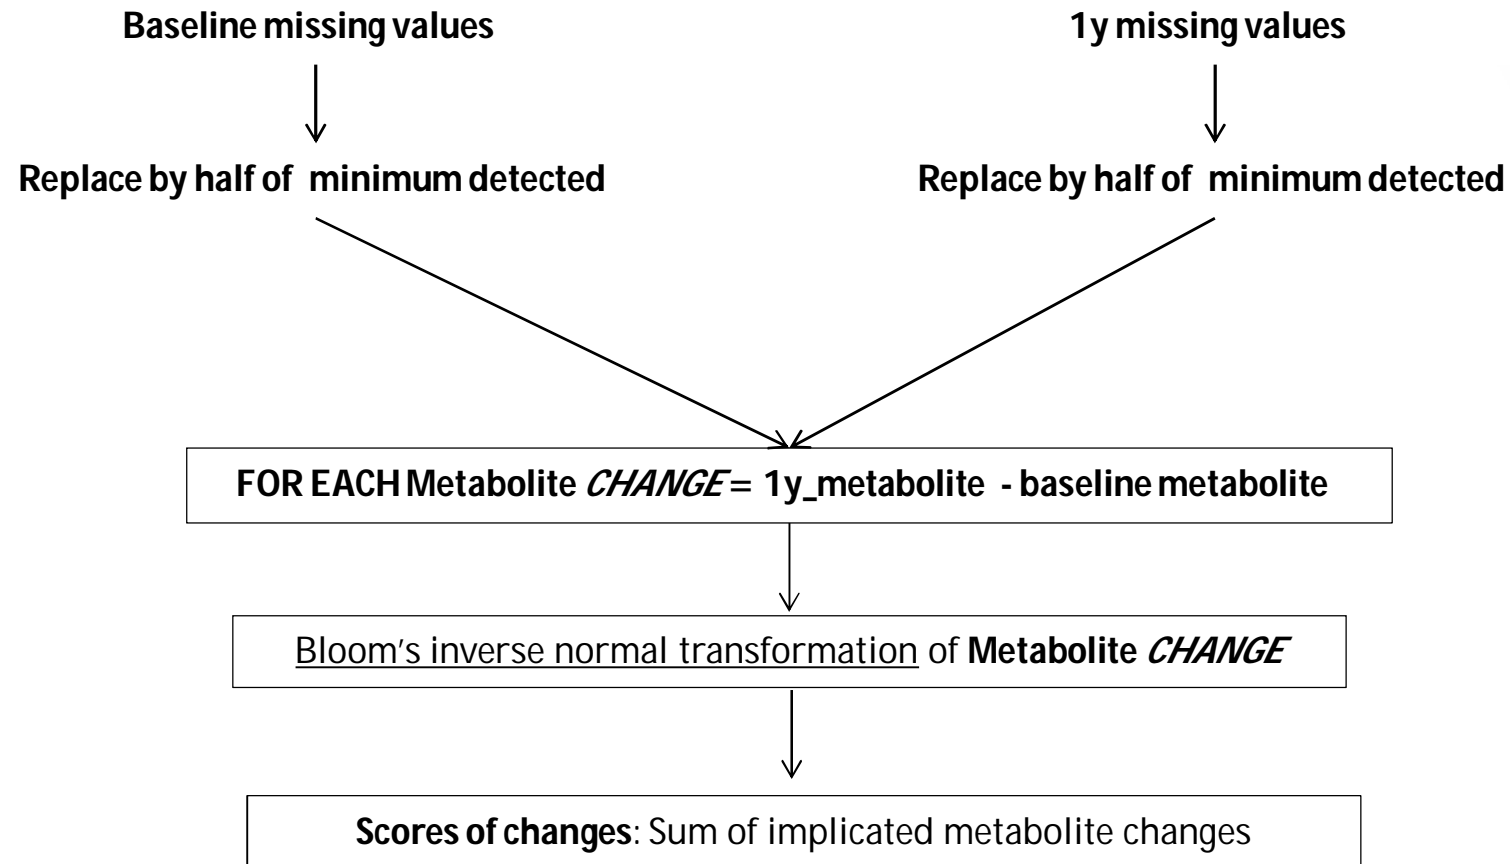 Baseline missing values
1y missing values
Replace by half of minimum detected
Replace by half of minimum detected
FOR EACH Metabolite CHANGE = 1y_metabolite - baseline metabolite
Bloom's inverse normal transformation of Metabolite CHANGE
Scores of changes: Sum of implicated metabolite changes